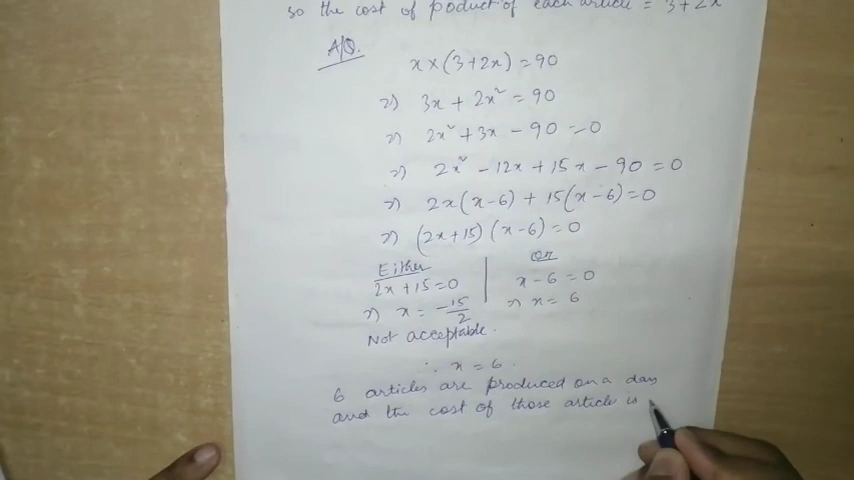 so the cost of poduct of each article = 3+2x
A/Q.
x×(3+2x)=90
⇒ 3x + 2x² = 90
⇒ 2x² + 3x - 90 = 0
⇒ 2x² - 12x + 15x - 90 = 0
⇒ 2x(x-6) + 15(x-6)=0
⇒ (2x+15)(x-6)=0
Either
2x+15=0
⇒ x = -15/2
Not acceptable.
Or
x-6=0
⇒ x = 6
∴ x = 6.
6 articles are produced on a day
and the cost of those article is